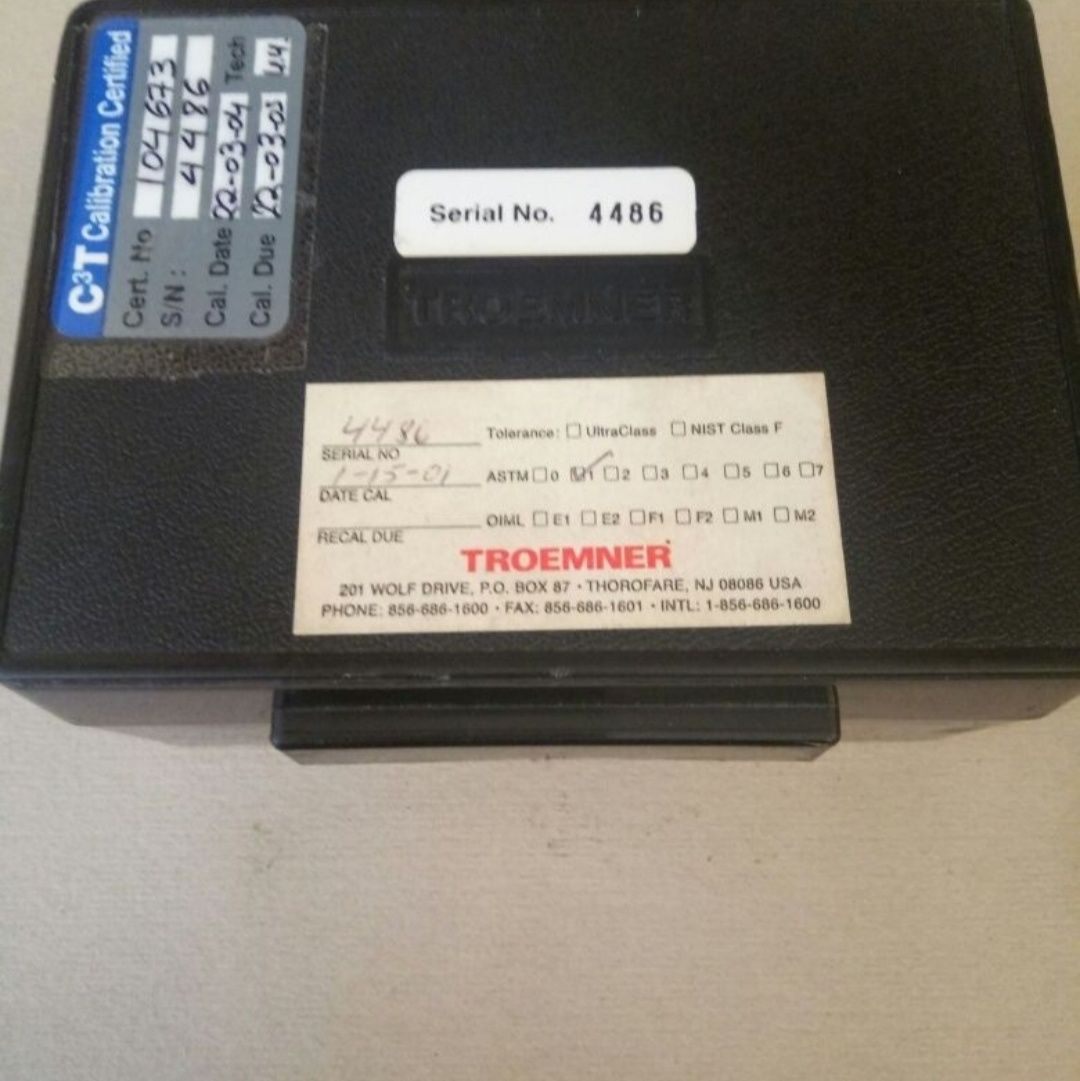 C³T Calibration Certified
Cert. No 104673
S/N: 4486
Cal. Date 22-03-04 Tech
Cal. Due 22-03-05 U.Y.
Serial No. 4486
TROEMNER
4486
SERIAL NO
1-15-01
DATE CAL
RECAL DUE
Tolerance: ☐ UltraClass ☐ NIST Class F
ASTM ☐ 0 ☑ 1 ☐ 2 ☐ 3 ☐ 4 ☐ 5 ☐ 6 ☐ 7
OIML ☐ E1 ☐ E2 ☐ F1 ☐ F2 ☐ M1 ☐ M2
TROEMNER
201 WOLF DRIVE, P.O. BOX 87 • THOROFARE, NJ 08086 USA
PHONE: 856-686-1600 • FAX: 856-686-1601 • INTL: 1-856-686-1600